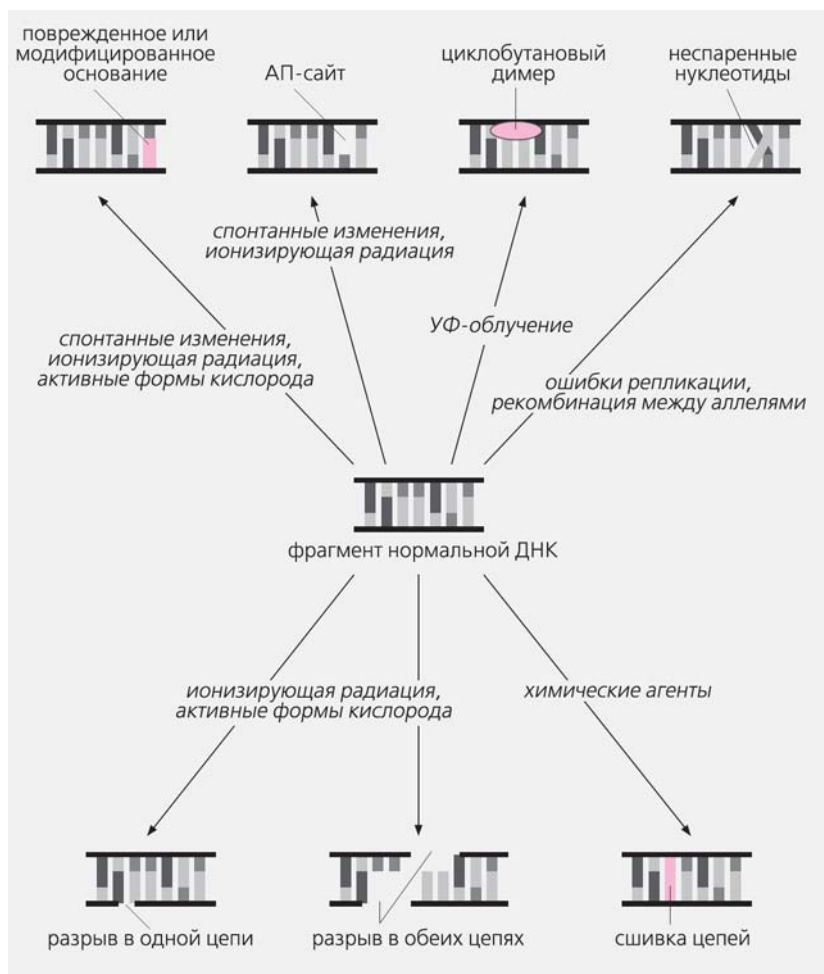 поврежденное или
модифицированное
основание
АП-сайт
циклобутановый
димер
неспаренные
нуклеотиды
спонтанные изменения,
ионизирующая радиация
спонтанные изменения,
ионизирующая радиация,
активные формы кислорода
УФ-облучение
ошибки репликации,
рекомбинация между аллелями
фрагмент нормальной ДНК
ионизирующая радиация,
активные формы кислорода
химические агенты
разрыв в одной цепи
разрыв в обеих цепях
сшивка цепей